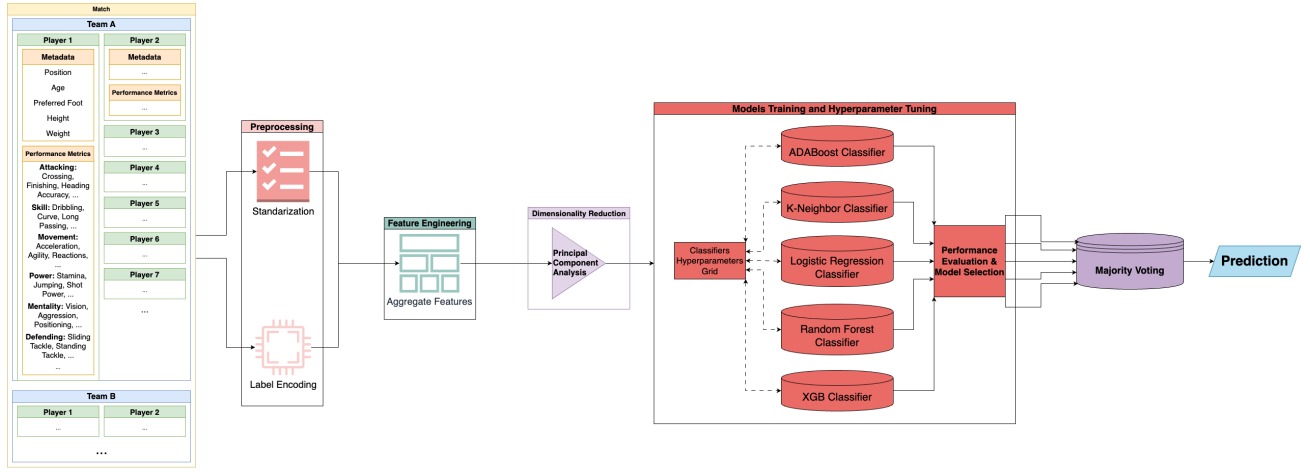 Match
Team A
Player 1
Metadata
Position
Age
Preferred Foot
Height
Weight
Performance Metrics
Attacking:
Crossing,
Finishing, Heading
Accuracy, ...
Skill: Dribbling,
Curve, Long
Passing, ...
Movement:
Acceleration,
Agility, Reactions,
...
Power: Stamina,
Jumping, Shot
Power, ...
Mentality: Vision,
Aggression,
Positioning, ...
Defending: Sliding
Tackle, Standing
Tackle, ...
...
Player 2
Metadata
...
Performance Metrics
...
Player 3
...
Player 4
...
Player 5
...
Player 6
...
Player 7
...
...
Team B
Player 1
...
Player 2
...
...
Preprocessing
Standarization
Label Encoding
Feature Engineering
Aggregate Features
Dimensionality Reduction
Principal
Component
Analysis
Models Training and Hyperparameter Tuning
Classifiers
Hyperparameters
Grid
ADABoost Classifier
K-Neighbor Classifier
Logistic Regression
Classifier
Random Forest
Classifier
XGB Classifier
Performance
Evaluation &
Model Selection
Majority Voting
Prediction